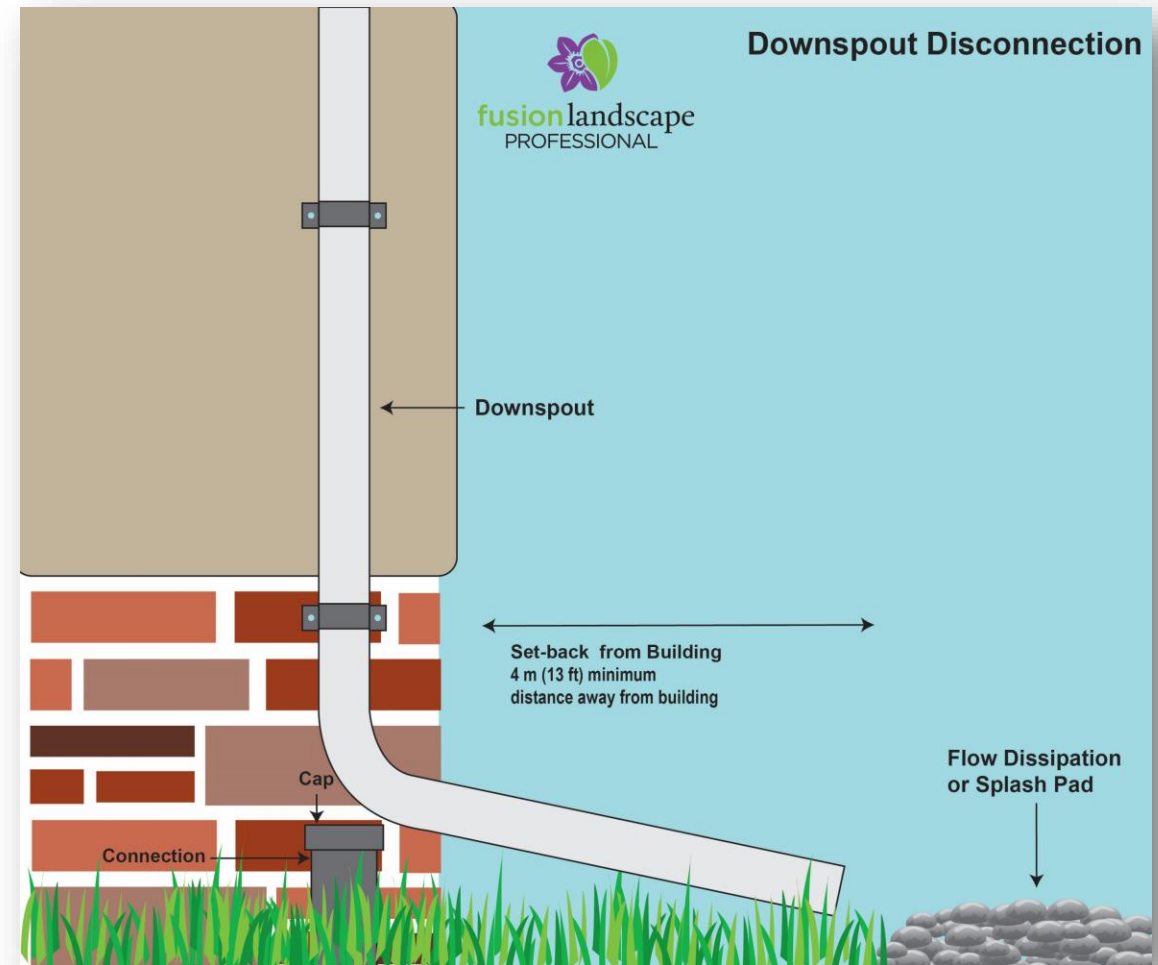 Downspout Disconnection
fusion landscape
PROFESSIONAL
Downspout
Set-back from Building
4 m (13 ft) minimum
distance away from building
Flow Dissipation
or Splash Pad
Cap
Connection